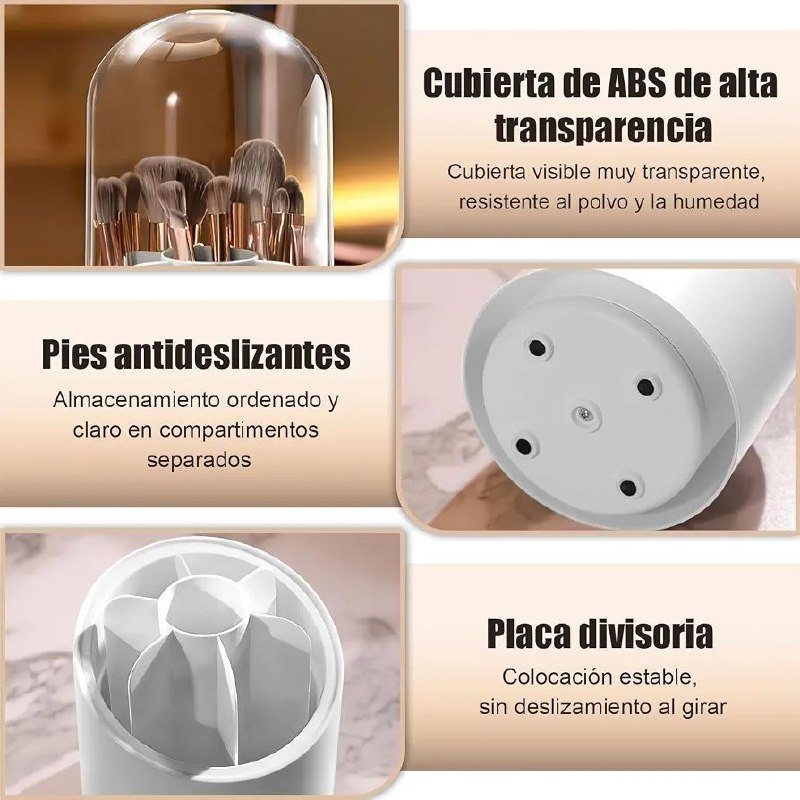 Cubierta de ABS de alta
transparencia
Cubierta visible muy transparente,
resistente al polvo y la humedad
Pies antideslizantes
Almacenamiento ordenado y
claro en compartimentos
separados
Placa divisoria
Colocación estable,
sin deslizamiento al girar